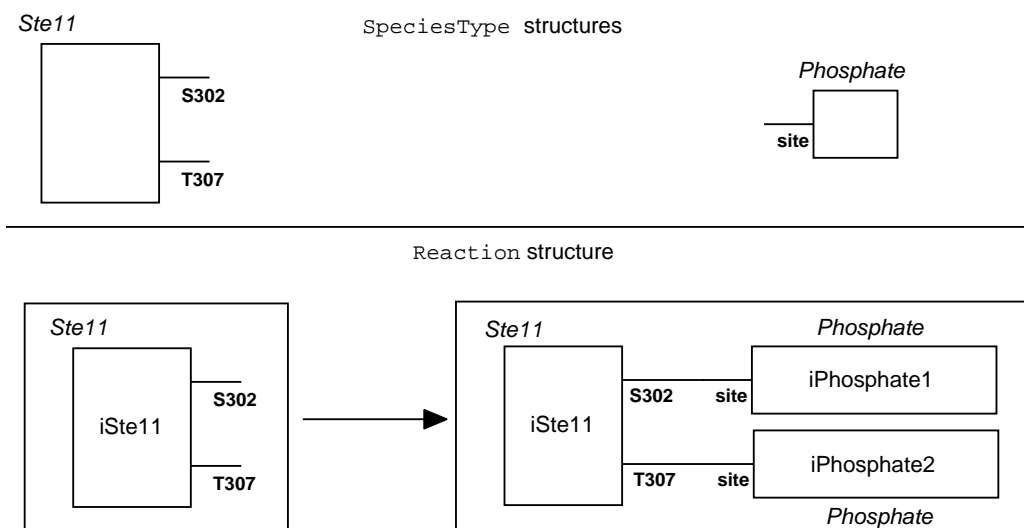 Ste11
SpeciesType structures
Phosphate
S302
site
T307
Reaction structure
Ste11
iSte11
S302
T307
Ste11
Phosphate
iSte11
S302 site iPhosphate1
T307 site iPhosphate2
Phosphate